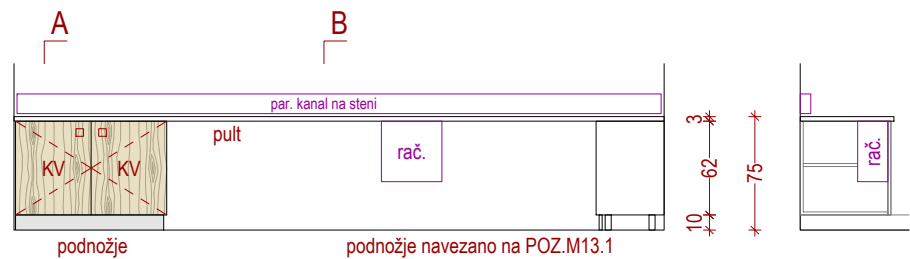 A
B
par. kanal na steni
pult
rač.
KV
KV
podnožje
podnožje navezano na POZ.M13.1
3
62
10
75
rač.